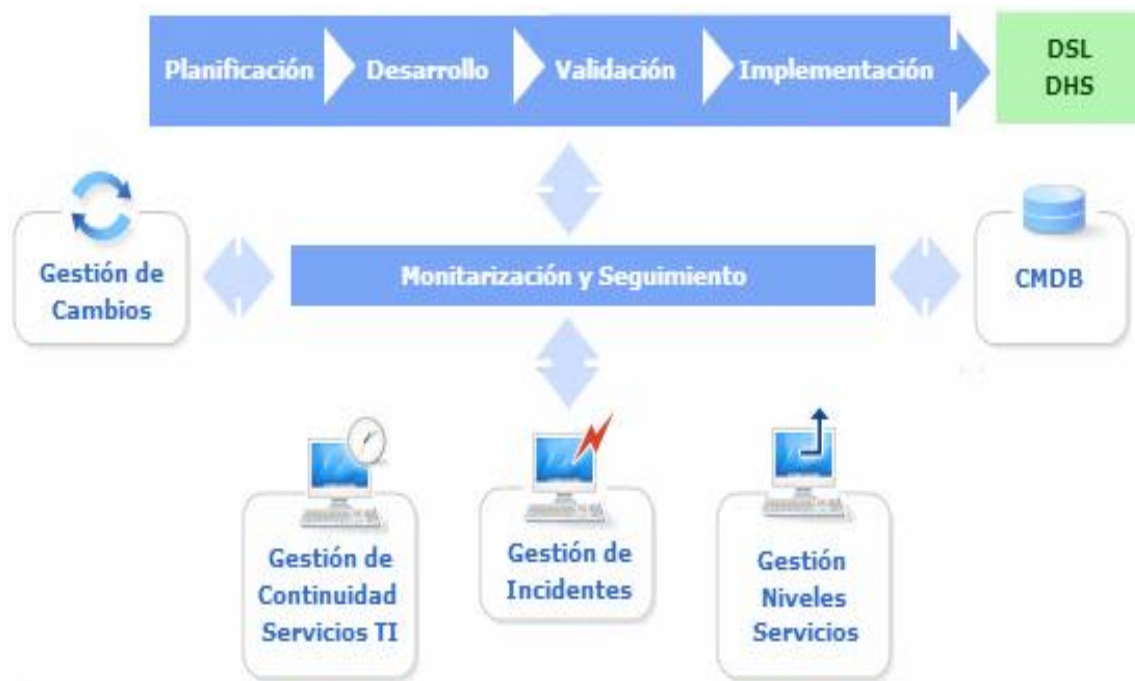 Planificación
Desarrollo
Validación
Implementación
DSL
DHS
Gestión de
Cambios
Monitarización y Seguimiento
CMDB
Gestión de
Continuidad
Servicios TI
Gestión de
Incidentes
Gestión
Niveles
Servicios